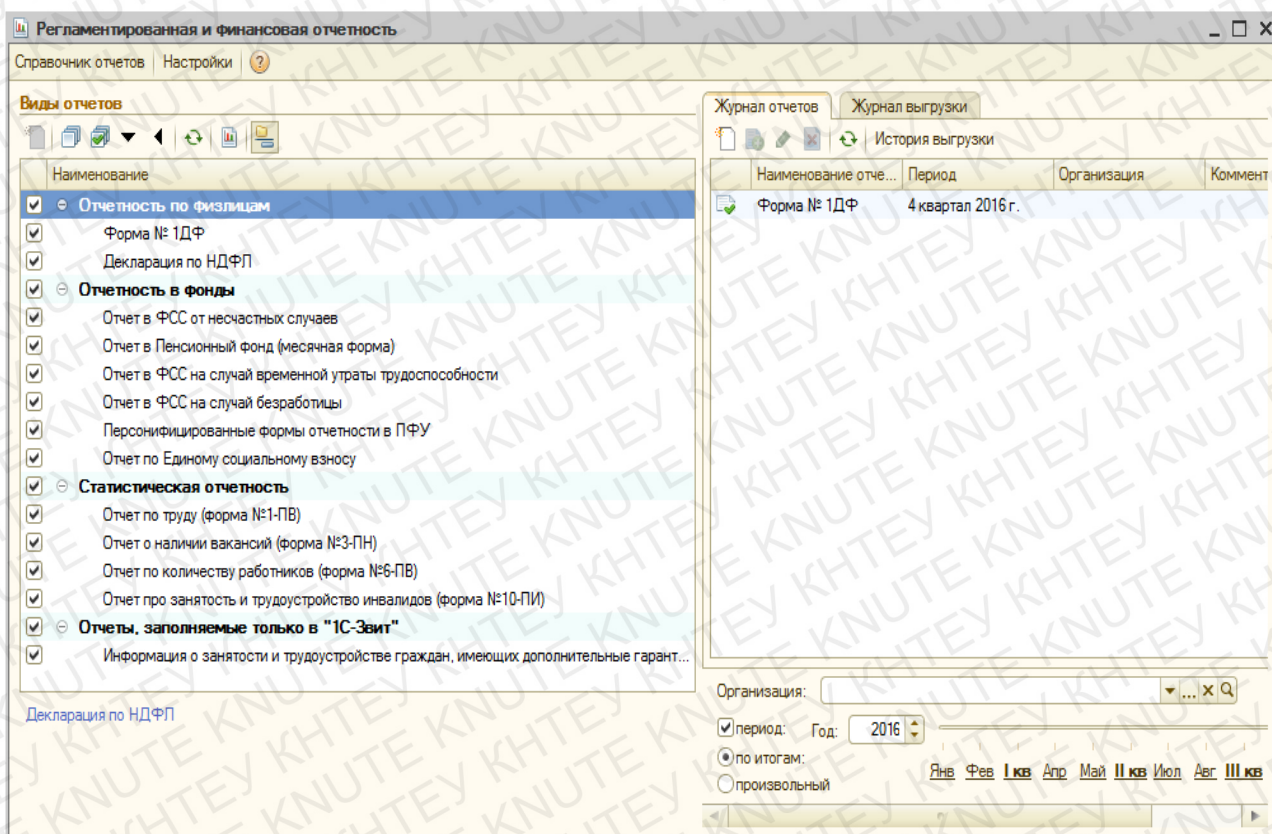 Регламентированная и финансовая отчетность
Справочник отчетов Настройки ?
Виды отчетов
Наименование
Отчетность по физлицам
Форма № 1ДФ
Декларация по НДФЛ
Отчетность в фонды
Отчет в ФСС от несчастных случаев
Отчет в Пенсионный фонд (месячная форма)
Отчет в ФСС на случай временной утраты трудоспособности
Отчет в ФСС на случай безработицы
Персонифицированные формы отчетности в ПФУ
Отчет по Единому социальному взносу
Статистическая отчетность
Отчет по труду (форма №1-ПВ)
Отчет о наличии вакансий (форма №3-ПН)
Отчет по количеству работников (форма №6-ПВ)
Отчет про занятость и трудоустройство инвалидов (форма №10-ПИ)
Отчеты, заполняемые только в "1С-Звит"
Информация о занятости и трудоустройстве граждан, имеющих дополнительные гарант...
Декларация по НДФЛ
Журнал отчетов Журнал выгрузки
История выгрузки
Наименование отче... Период Организация Коммент
Форма № 1ДФ 4 квартал 2016 г.
Организация:
период: Год: 2016
по итогам:
Янв Фев I кв Апр Май II кв Июл Авг III кв
произвольный
KNUTE KHTEY